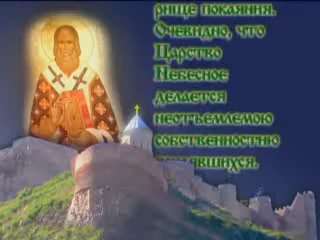 рище покаяния.
Очевидно, что
Царство
Небесное
делается
неотъемлемою
собственностию